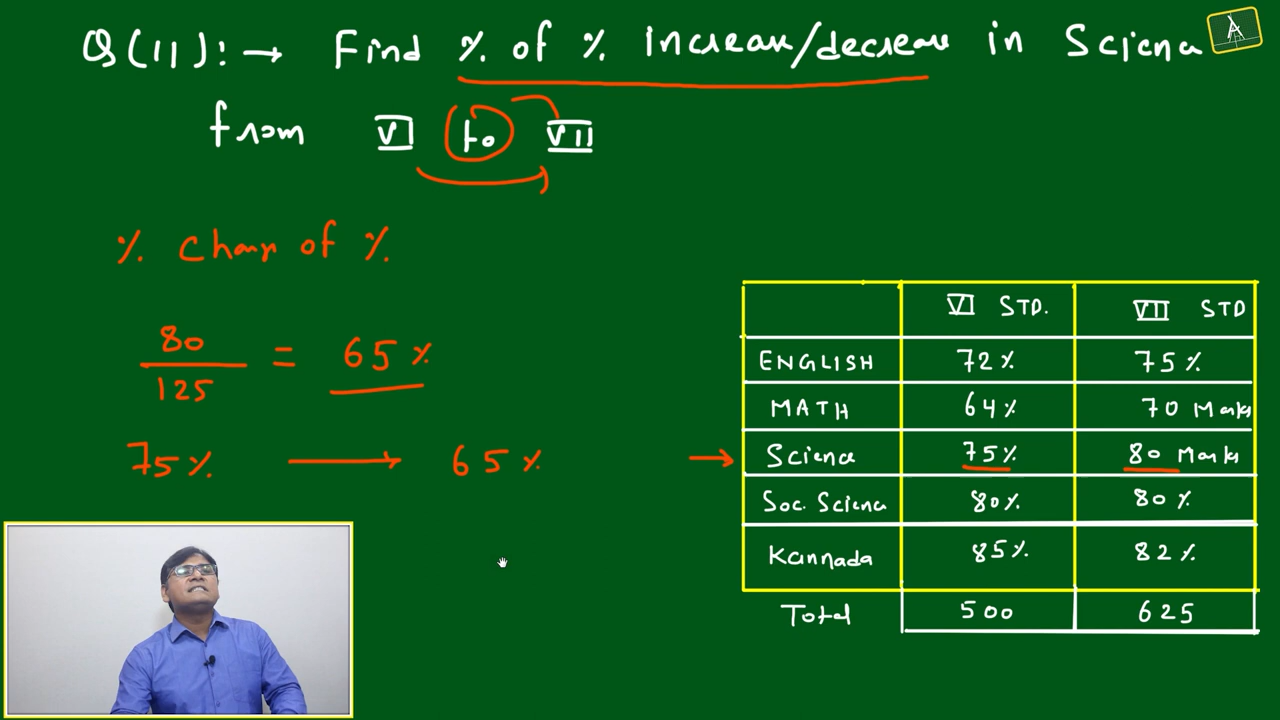 Q(11): → Find % of % increase/decrease in Science
from VI to VII
% Chang of %
80/125 = 65%
75% → 65%
VI STD. VII STD
ENGLISH 72% 75%
MATH 64% 70 Marks
→ Science 75% 80 Marks
Soc. Science 80% 80%
Kannada 85% 82%
Total 500 625